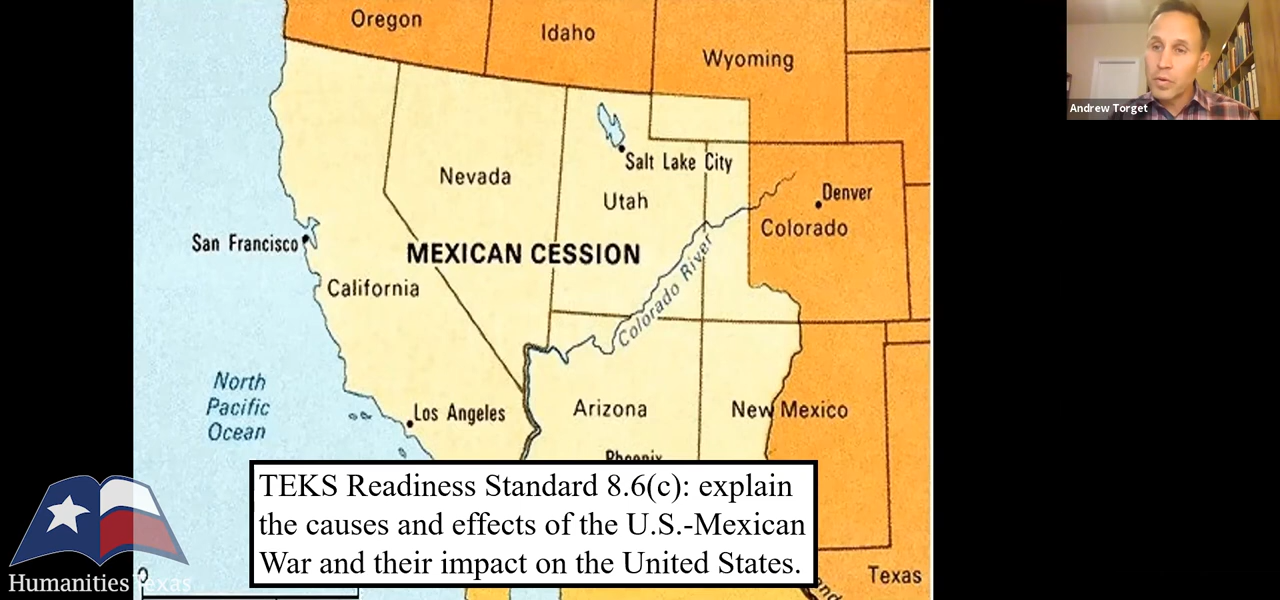 Oregon
Idaho
Wyoming
Andrew Torget
Salt Lake City
Nevada
Utah
Denver
Colorado
San Francisco
MEXICAN CESSION
Colorado River
California
North
Pacific
Ocean
Los Angeles
Arizona
New Mexico
Phoenix
TEKS Readiness Standard 8.6(c): explain
the causes and effects of the U.S.-Mexican
War and their impact on the United States.
Texas
Humanities Texas
0